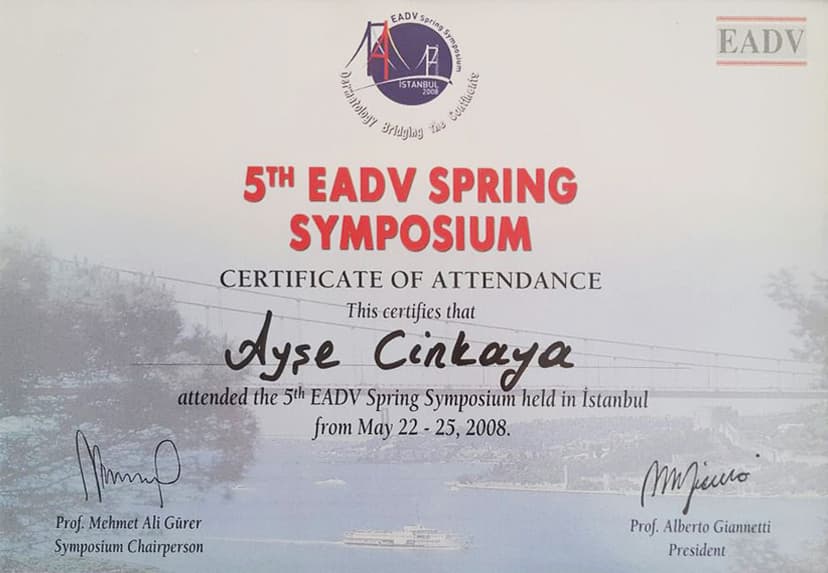 EADV Spring Symposium
İSTANBUL
2008
Dermatology Bridging The Continents
EADV
5TH EADV SPRING
SYMPOSIUM
CERTIFICATE OF ATTENDANCE
This certifies that
Ayşe Cinkaya
attended the 5th EADV Spring Symposium held in İstanbul
from May 22 - 25, 2008.
Prof. Mehmet Ali Gürer
Symposium Chairperson
Prof. Alberto Giannetti
President